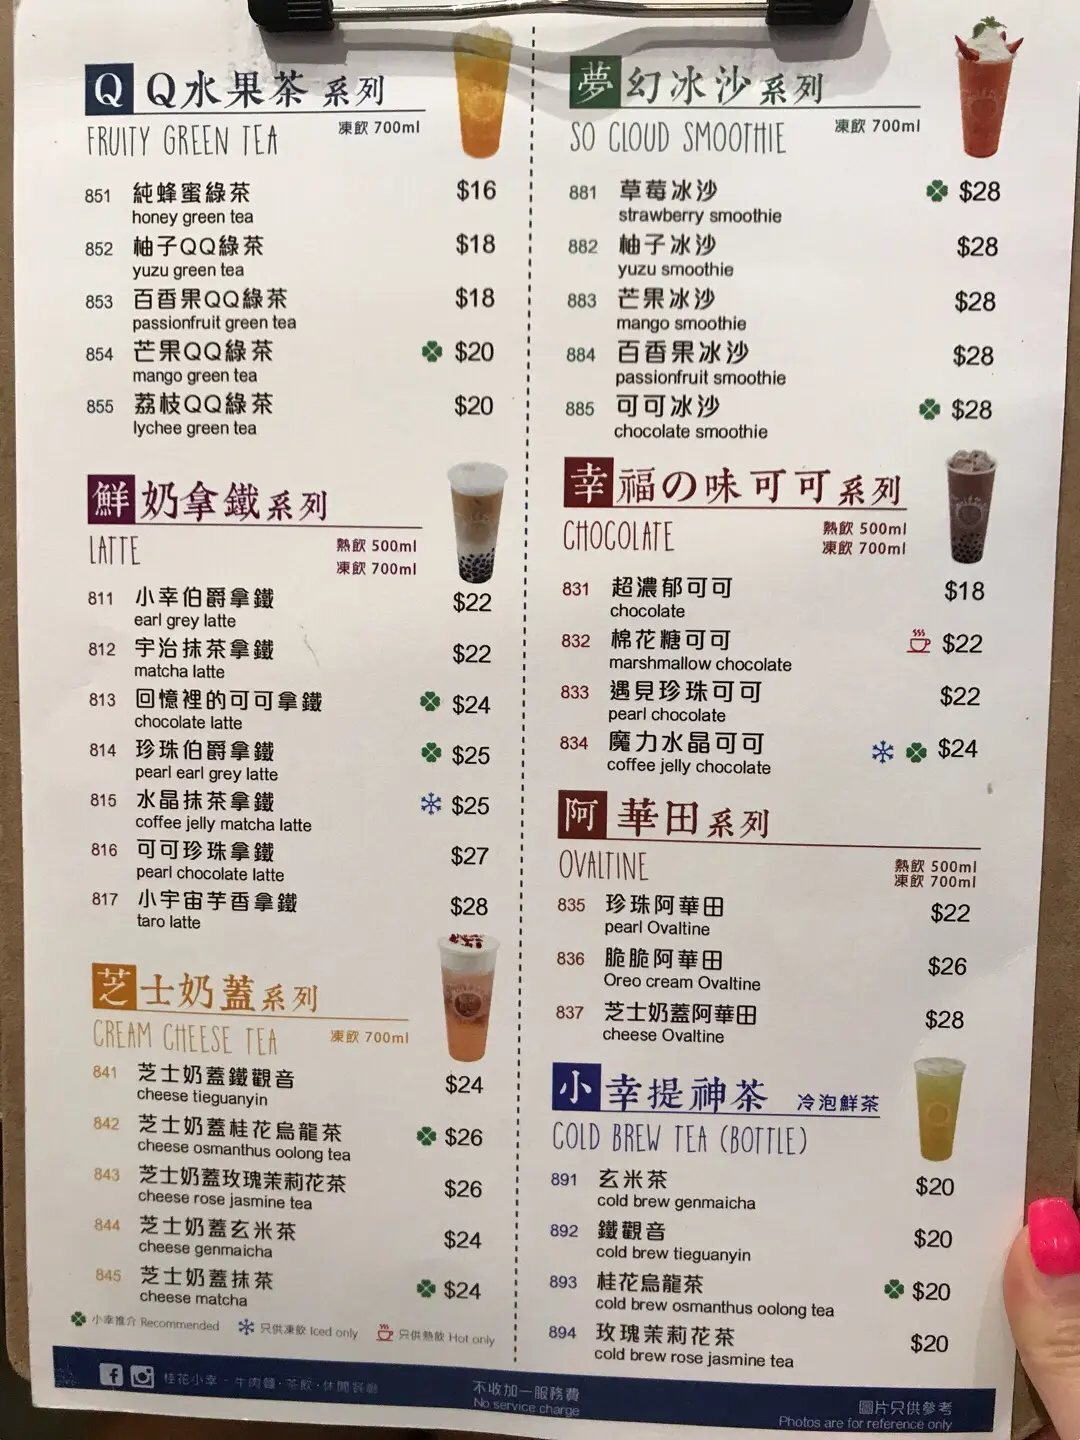 QQ水果茶系列
FRUITY GREEN TEA
凍飲 700ml
851 純蜂蜜綠茶 $16
honey green tea
852 柚子QQ綠茶 $18
yuzu green tea
853 百香果QQ綠茶 $18
passionfruit green tea
854 芒果QQ綠茶 $20
mango green tea
855 荔枝QQ綠茶 $20
lychee green tea
鮮奶拿鐵系列
LATTE
熱飲 500ml
凍飲 700ml
811 小幸伯爵拿鐵 $22
earl grey latte
812 宇治抹茶拿鐵 $22
matcha latte
813 回憶裡的可可拿鐵 $24
chocolate latte
814 珍珠伯爵拿鐵 $25
pearl earl grey latte
815 水晶抹茶拿鐵 $25
coffee jelly matcha latte
816 可可珍珠拿鐵 $27
pearl chocolate latte
817 小宇宙芋香拿鐵 $28
taro latte
芝士奶蓋系列
CREAM CHEESE TEA
凍飲 700ml
841 芝士奶蓋鐵觀音 $24
cheese tieguanyin
842 芝士奶蓋桂花烏龍茶 $26
cheese osmanthus oolong tea
843 芝士奶蓋玫瑰茉莉花茶 $26
cheese rose jasmine tea
844 芝士奶蓋玄米茶 $24
cheese genmaicha
845 芝士奶蓋抹茶 $24
cheese matcha
小幸推介 Recommended 只供凍飲 Iced only 只供熱飲 Hot only
夢幻冰沙系列
SO CLOUD SMOOTHIE
凍飲 700ml
881 草莓冰沙 $28
strawberry smoothie
882 柚子冰沙 $28
yuzu smoothie
883 芒果冰沙 $28
mango smoothie
884 百香果冰沙 $28
passionfruit smoothie
885 可可冰沙 $28
chocolate smoothie
幸福の味可可系列
CHOCOLATE
熱飲 500ml
凍飲 700ml
831 超濃郁可可 $18
chocolate
832 棉花糖可可 $22
marshmallow chocolate
833 遇見珍珠可可 $22
pearl chocolate
834 魔力水晶可可 $24
coffee jelly chocolate
阿華田系列
OVALTINE
熱飲 500ml
凍飲 700ml
835 珍珠阿華田 $22
pearl Ovaltine
836 脆脆阿華田 $26
Oreo cream Ovaltine
837 芝士奶蓋阿華田 $28
cheese Ovaltine
小幸提神茶 冷泡鮮茶
COLD BREW TEA (BOTTLE)
891 玄米茶 $20
cold brew genmaicha
892 鐵觀音 $20
cold brew tieguanyin
893 桂花烏龍茶 $20
cold brew osmanthus oolong tea
894 玫瑰茉莉花茶 $20
cold brew rose jasmine tea
桂花小幸 - 牛肉麵·茶飲·休閒餐廳
不收加一服務費
No service charge
圖片只供參考
Photos are for reference only